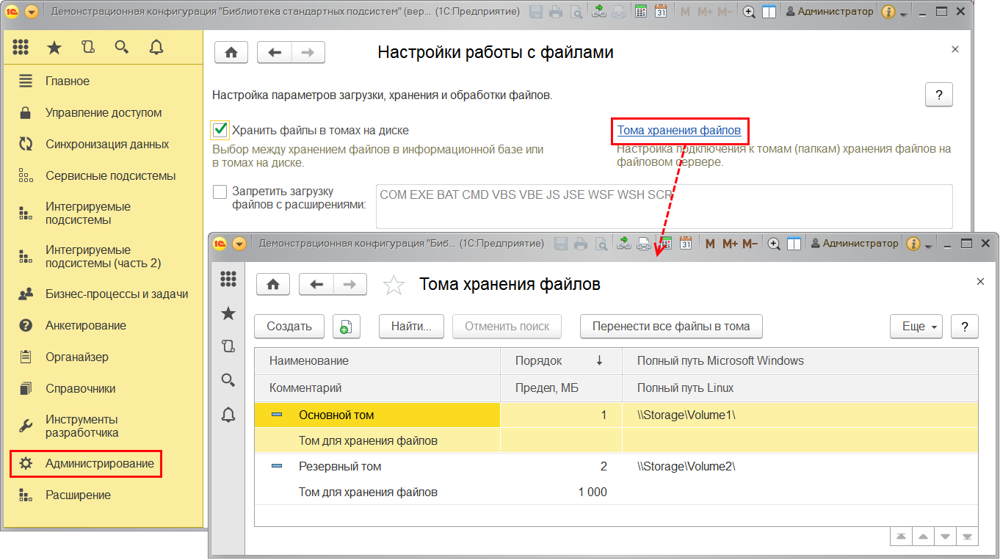 Демонстрационная конфигурация "Библиотека стандартных подсистем" (вер... (1С:Предприятие)
M M+ M-
Администратор
Главное
Управление доступом
Синхронизация данных
Сервисные подсистемы
Интегрируемые
подсистемы
Интегрируемые
подсистемы (часть 2)
Бизнес-процессы и задачи
Анкетирование
Органайзер
Справочники
Инструменты
разработчика
Администрирование
Расширение
Настройки работы с файлами
Настройка параметров загрузки, хранения и обработки файлов.
?
Хранить файлы в томах на диске
Выбор между хранением файлов в информационной базе или
в томах на диске.
Тома хранения файлов
Настройка подключения к томам (папкам) хранения файлов на
файловом сервере.
Запретить загрузку
файлов с расширениями:
COM EXE BAT CMD VBS VBE JS JSE WSF WSH SCR
Демонстрационная конфигурация "Биб... (1С:Предприятие)
M M+ M-
Администратор
Тома хранения файлов
Создать
Найти...
Отменить поиск
Перенести все файлы в тома
Еще
?
Наименование Порядок ↓ Полный путь Microsoft Windows
Комментарий Предел, МБ Полный путь Linux
Основной том 1 \\Storage\Volume1\
Том для хранения файлов
Резервный том 2 \\Storage\Volume2\
Том для хранения файлов 1 000